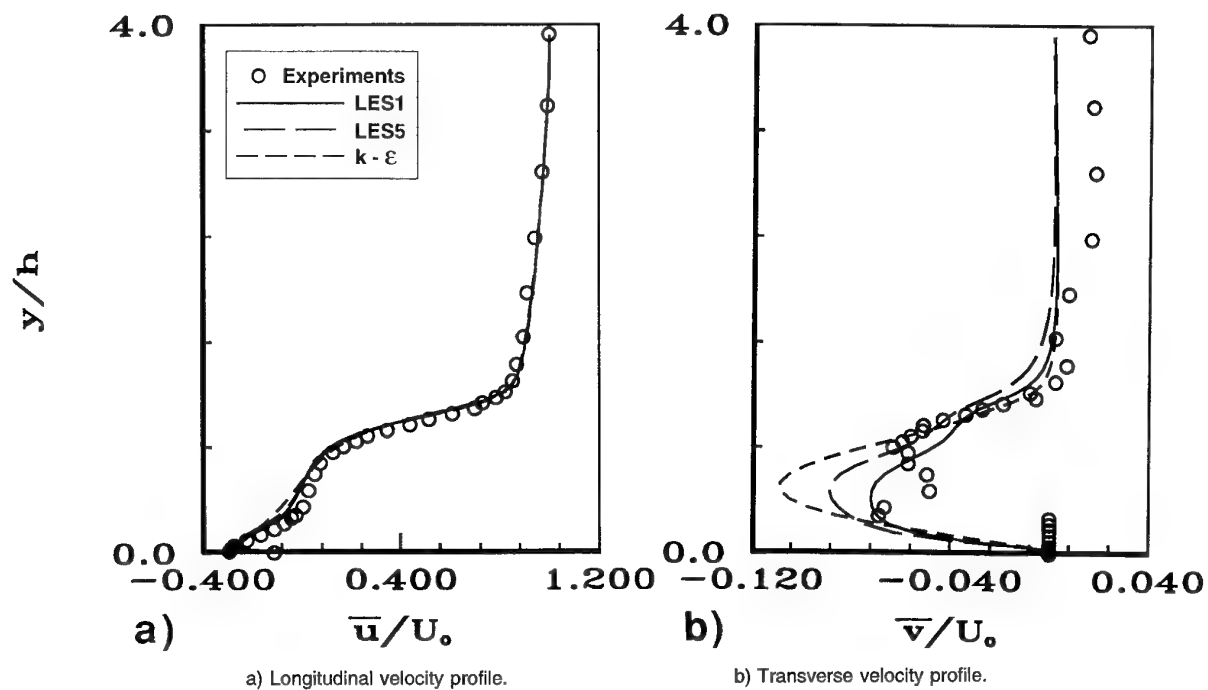 4.0
Experiments
LES1
LES5
k - ε
y/h
0.0
-0.400 0.400 1.200
a) u̅/U₀
a) Longitudinal velocity profile.
4.0
0.0
-0.120 -0.040 0.040
b) v̅/U₀
b) Transverse velocity profile.